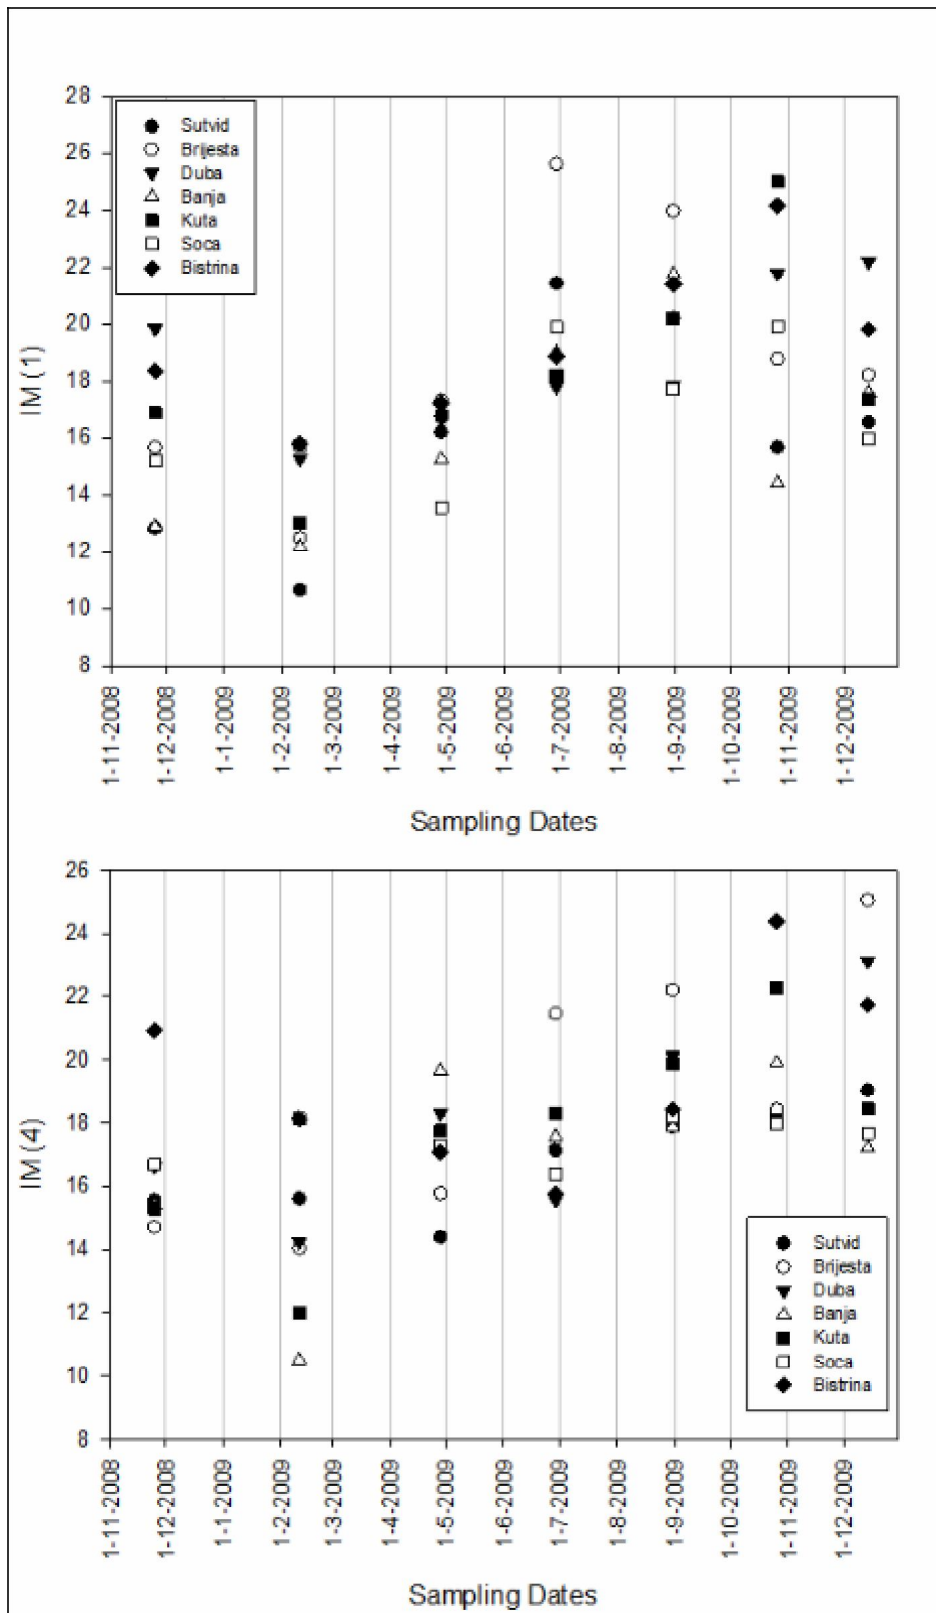 28
26
24
22
20
18
16
14
12
10
8
IM (1)
Sutvid
Brijesta
Duba
Banja
Kuta
Soca
Bistrina
1-11-2008
1-12-2008
1-1-2009
1-2-2009
1-3-2009
1-4-2009
1-5-2009
1-6-2009
1-7-2009
1-8-2009
1-9-2009
1-10-2009
1-11-2009
1-12-2009
Sampling Dates
26
24
22
20
18
16
14
12
10
8
IM (4)
Sutvid
Brijesta
Duba
Banja
Kuta
Soca
Bistrina
1-11-2008
1-12-2008
1-1-2009
1-2-2009
1-3-2009
1-4-2009
1-5-2009
1-6-2009
1-7-2009
1-8-2009
1-9-2009
1-10-2009
1-11-2009
1-12-2009
Sampling Dates